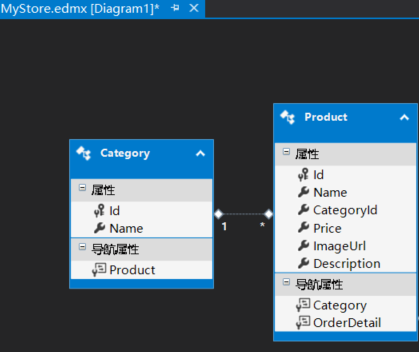 MyStore.edmx [Diagram1]*
Category
属性
Id
Name
导航属性
Product
1
*
Product
属性
Id
Name
CategoryId
Price
ImageUrl
Description
导航属性
Category
OrderDetail